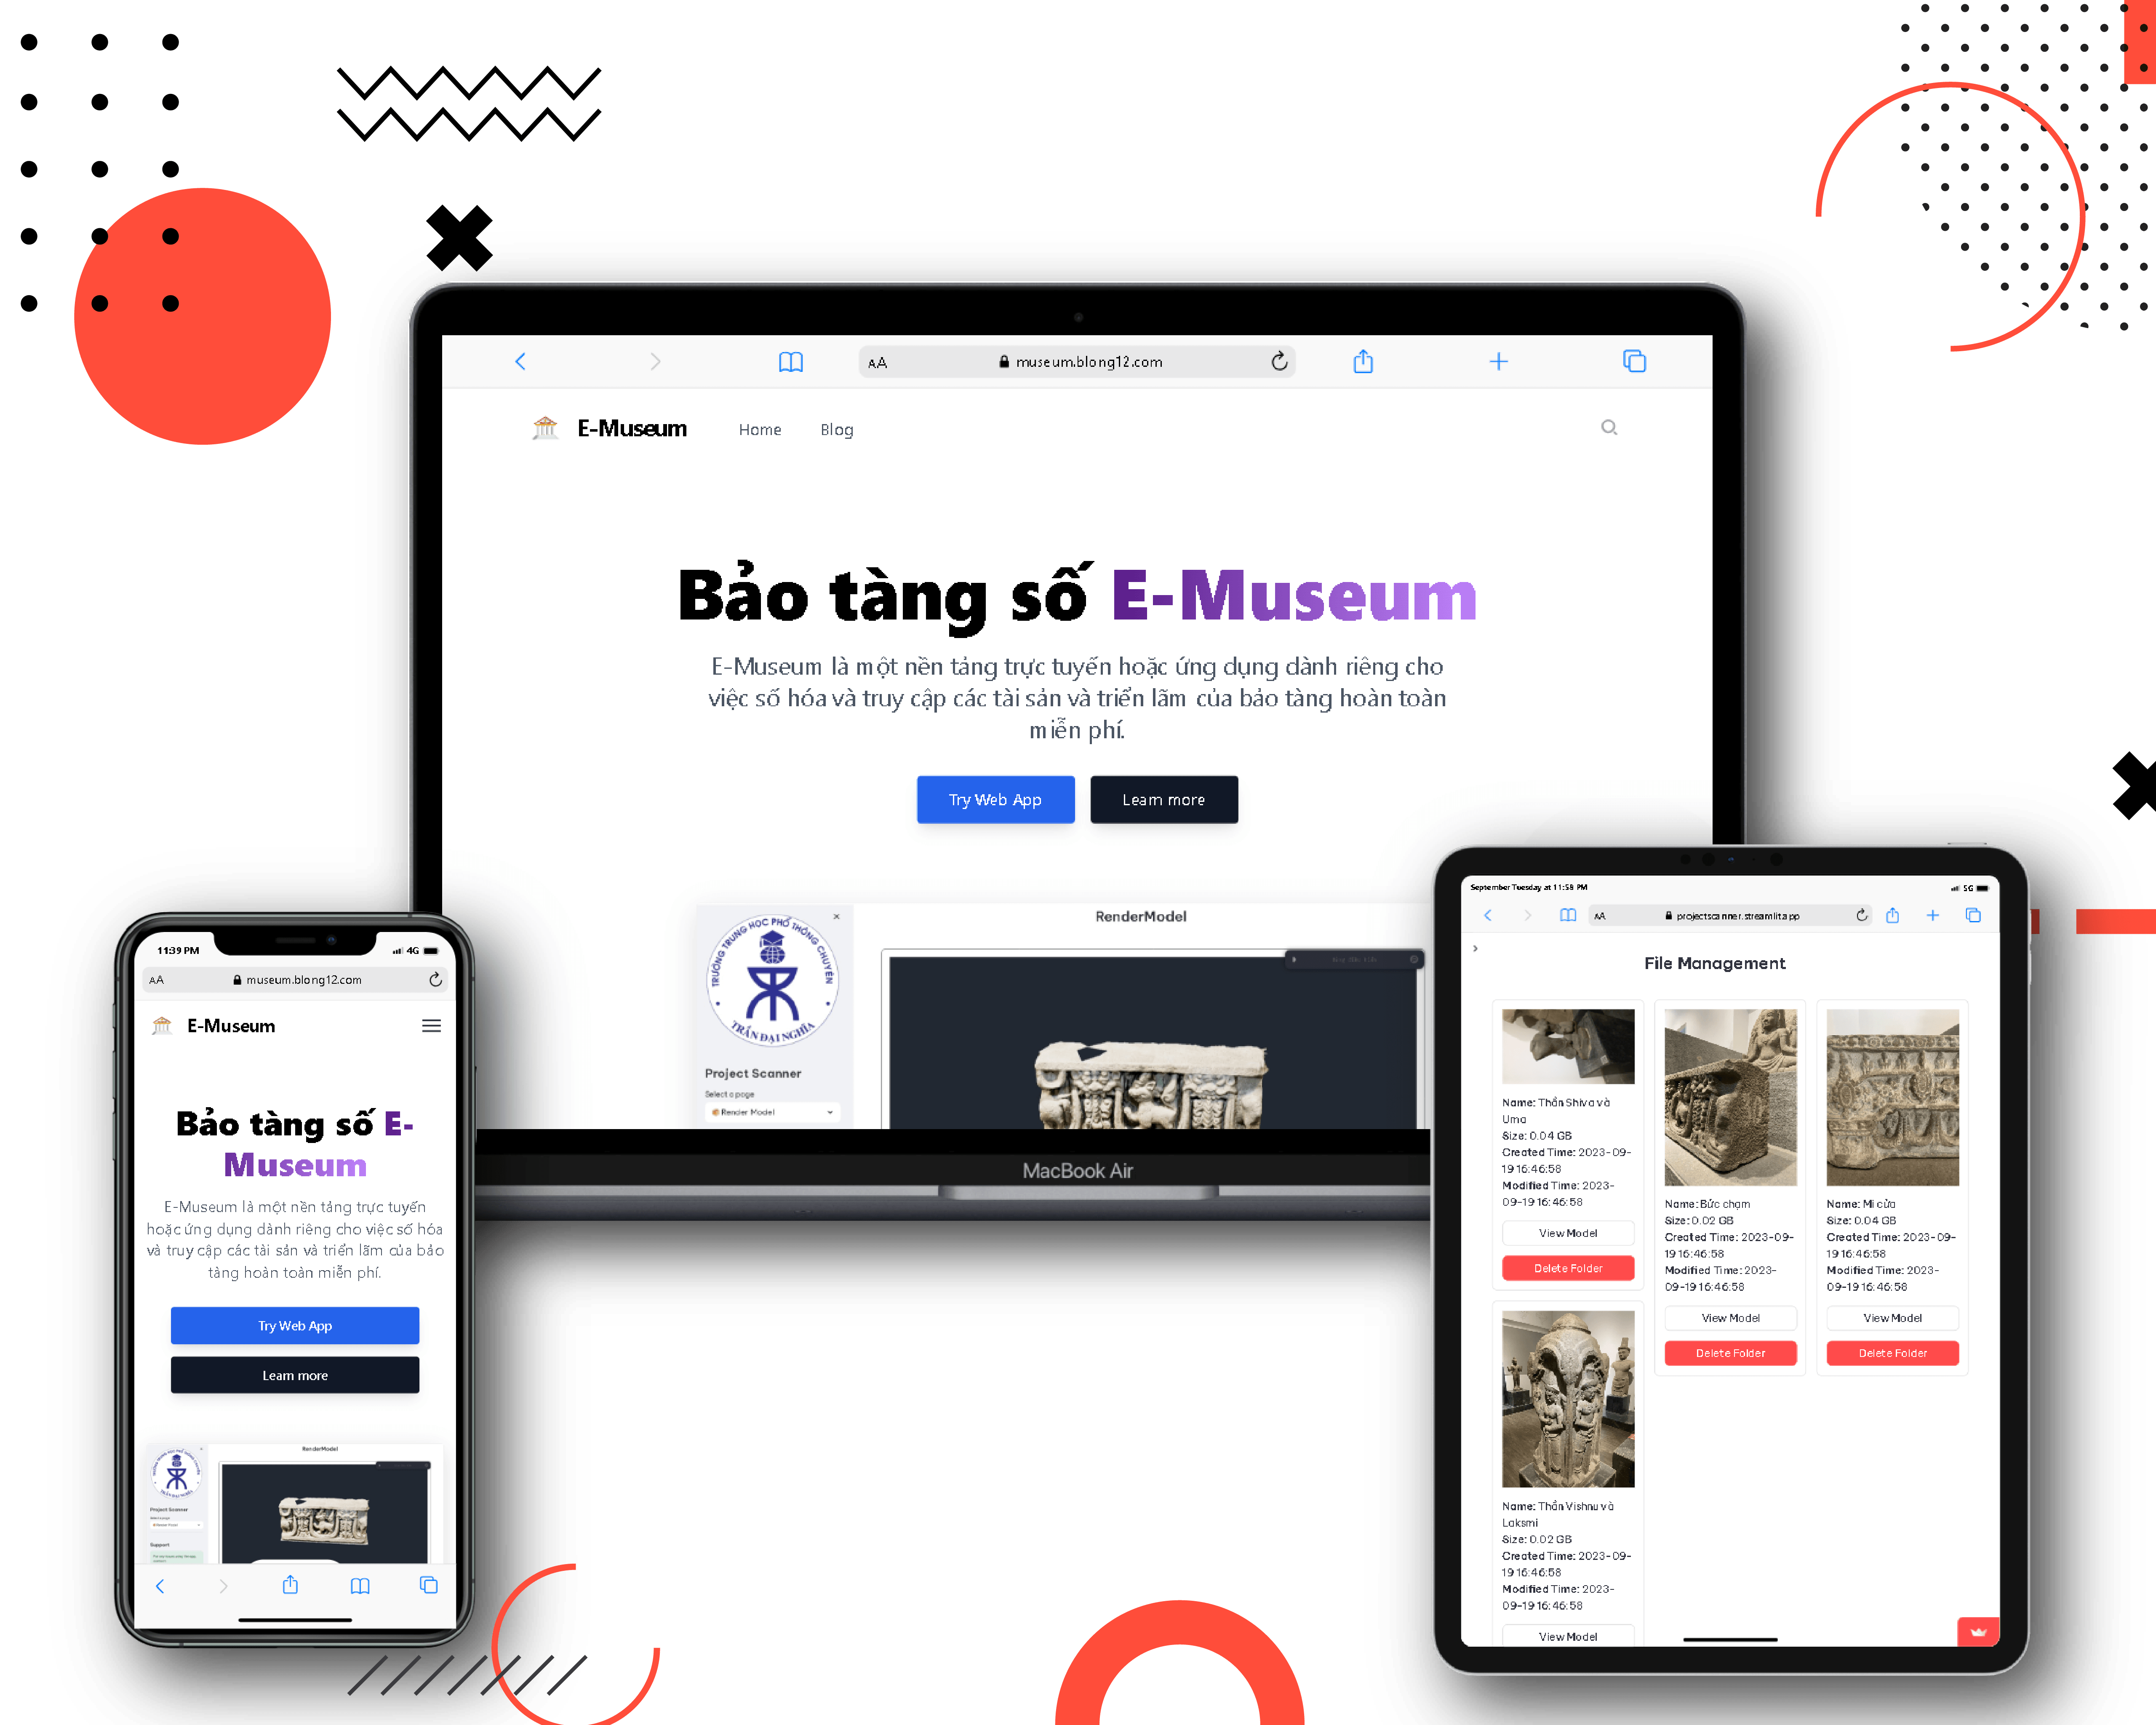 museum.blong12.com
E-Museum Home Blog
Bảo tàng số E-Museum
E-Museum là một nền tảng trực tuyến hoặc ứng dụng dành riêng cho
việc số hóa và truy cập các tài sản và triển lãm của bảo tàng hoàn toàn
miễn phí.
Try Web App Learn more
TRƯỜNG TRUNG HỌC PHỔ THÔNG CHUYÊN
TRẦN ĐẠI NGHĨA
RenderModel
Project Scanner
Select a page
Render Model
MacBook Air
11:39 PM 4G
AA museum.blong12.com
E-Museum
Bảo tàng số E-
Museum
E-Museum là một nền tảng trực tuyến
hoặc ứng dụng dành riêng cho việc số hóa
và truy cập các tài sản và triển lãm của bảo
tàng hoàn toàn miễn phí.
Try Web App
Learn more
RenderModel
Project Scanner
Support
September Tuesday at 11:58 PM 5G
AA projectscanner.streamlit.app
File Management
Name: Thần Shiva và
Uma
Size: 0.04 GB
Created Time: 2023-09-
19 16:46:58
Modified Time: 2023-
09-19 16:46:58
View Model
Delete Folder
Name: Bức chạm
Size: 0.02 GB
Created Time: 2023-09-
19 16:46:58
Modified Time: 2023-
09-19 16:46:58
View Model
Delete Folder
Name: Mi cửa
Size: 0.04 GB
Created Time: 2023-09-
19 16:46:58
Modified Time: 2023-
09-19 16:46:58
View Model
Delete Folder
Name: Thần Vishnu và
Laksmi
Size: 0.02 GB
Created Time: 2023-09-
19 16:46:58
Modified Time: 2023-
09-19 16:46:58
View Model